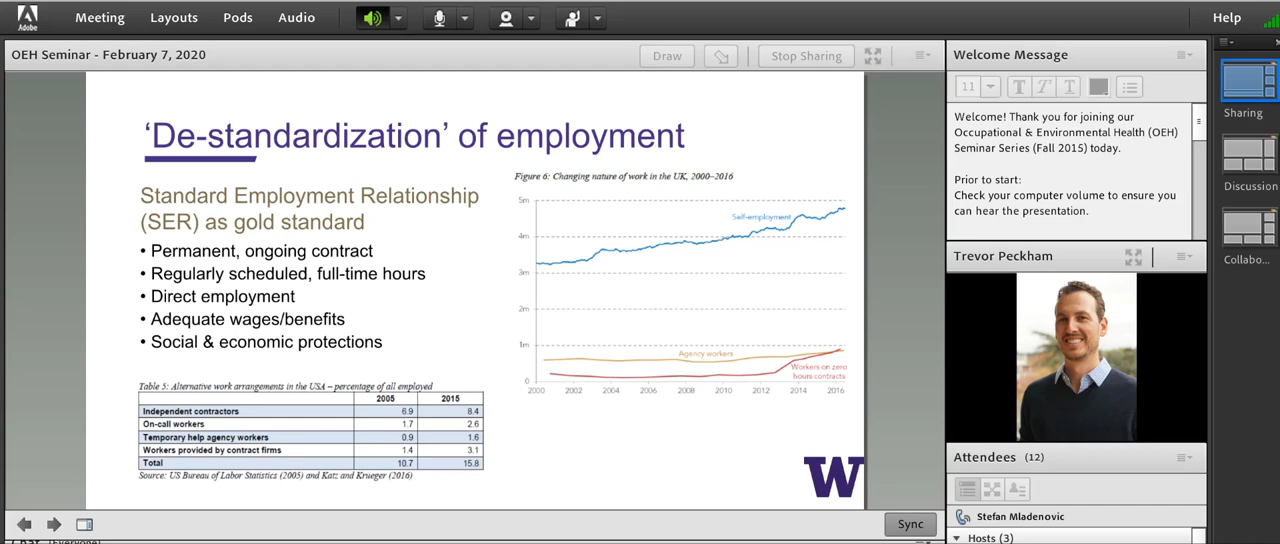 Adobe
Meeting Layouts Pods Audio Help
OEH Seminar - February 7, 2020
Draw Stop Sharing
'De-standardization' of employment
Standard Employment Relationship
(SER) as gold standard
• Permanent, ongoing contract
• Regularly scheduled, full-time hours
• Direct employment
• Adequate wages/benefits
• Social & economic protections
Table 5: Alternative work arrangements in the USA – percentage of all employed
2005 2015
Independent contractors 6.9 8.4
On-call workers 1.7 2.6
Temporary help agency workers 0.9 1.6
Workers provided by contract firms 1.4 3.1
Total 10.7 15.8
Source: US Bureau of Labor Statistics (2005) and Katz and Krueger (2016)
Figure 6: Changing nature of work in the UK, 2000–2016
5m
Self-employment
4m
3m
2m
1m
Agency workers
Workers on zero
hours contracts
0
2000 2002 2004 2006 2008 2010 2012 2014 2016
W
Sync
Chat (Everyone)
Welcome Message
11 T T T
Welcome! Thank you for joining our
Occupational & Environmental Health (OEH)
Seminar Series (Fall 2015) today.
Prior to start:
Check your computer volume to ensure you
can hear the presentation.
Trevor Peckham
Attendees (12)
Stefan Mladenovic
Hosts (3)
Sharing
Discussion
Collabo...